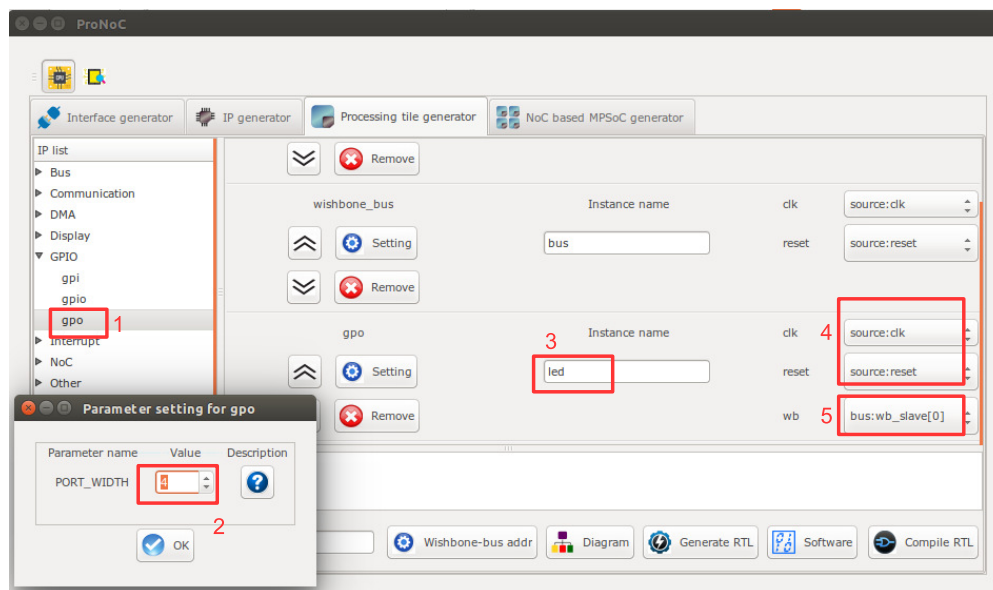 ProNoC
Interface generator
IP generator
Processing tile generator
NoC based MPSoC generator
IP list
Bus
Communication
DMA
Display
GPIO
gpi
gpio
gpo
1
Interrupt
NoC
Other
Remove
wishbone_bus
Instance name
clk
source:clk
Setting
bus
reset
source:reset
Remove
gpo
3
Instance name
clk
4
source:clk
Setting
led
reset
source:reset
Remove
wb
5
bus:wb_slave[0]
Parameter setting for gpo
Parameter name
Value
Description
PORT_WIDTH
4
2
OK
Wishbone-bus addr
Diagram
Generate RTL
Software
Compile RTL